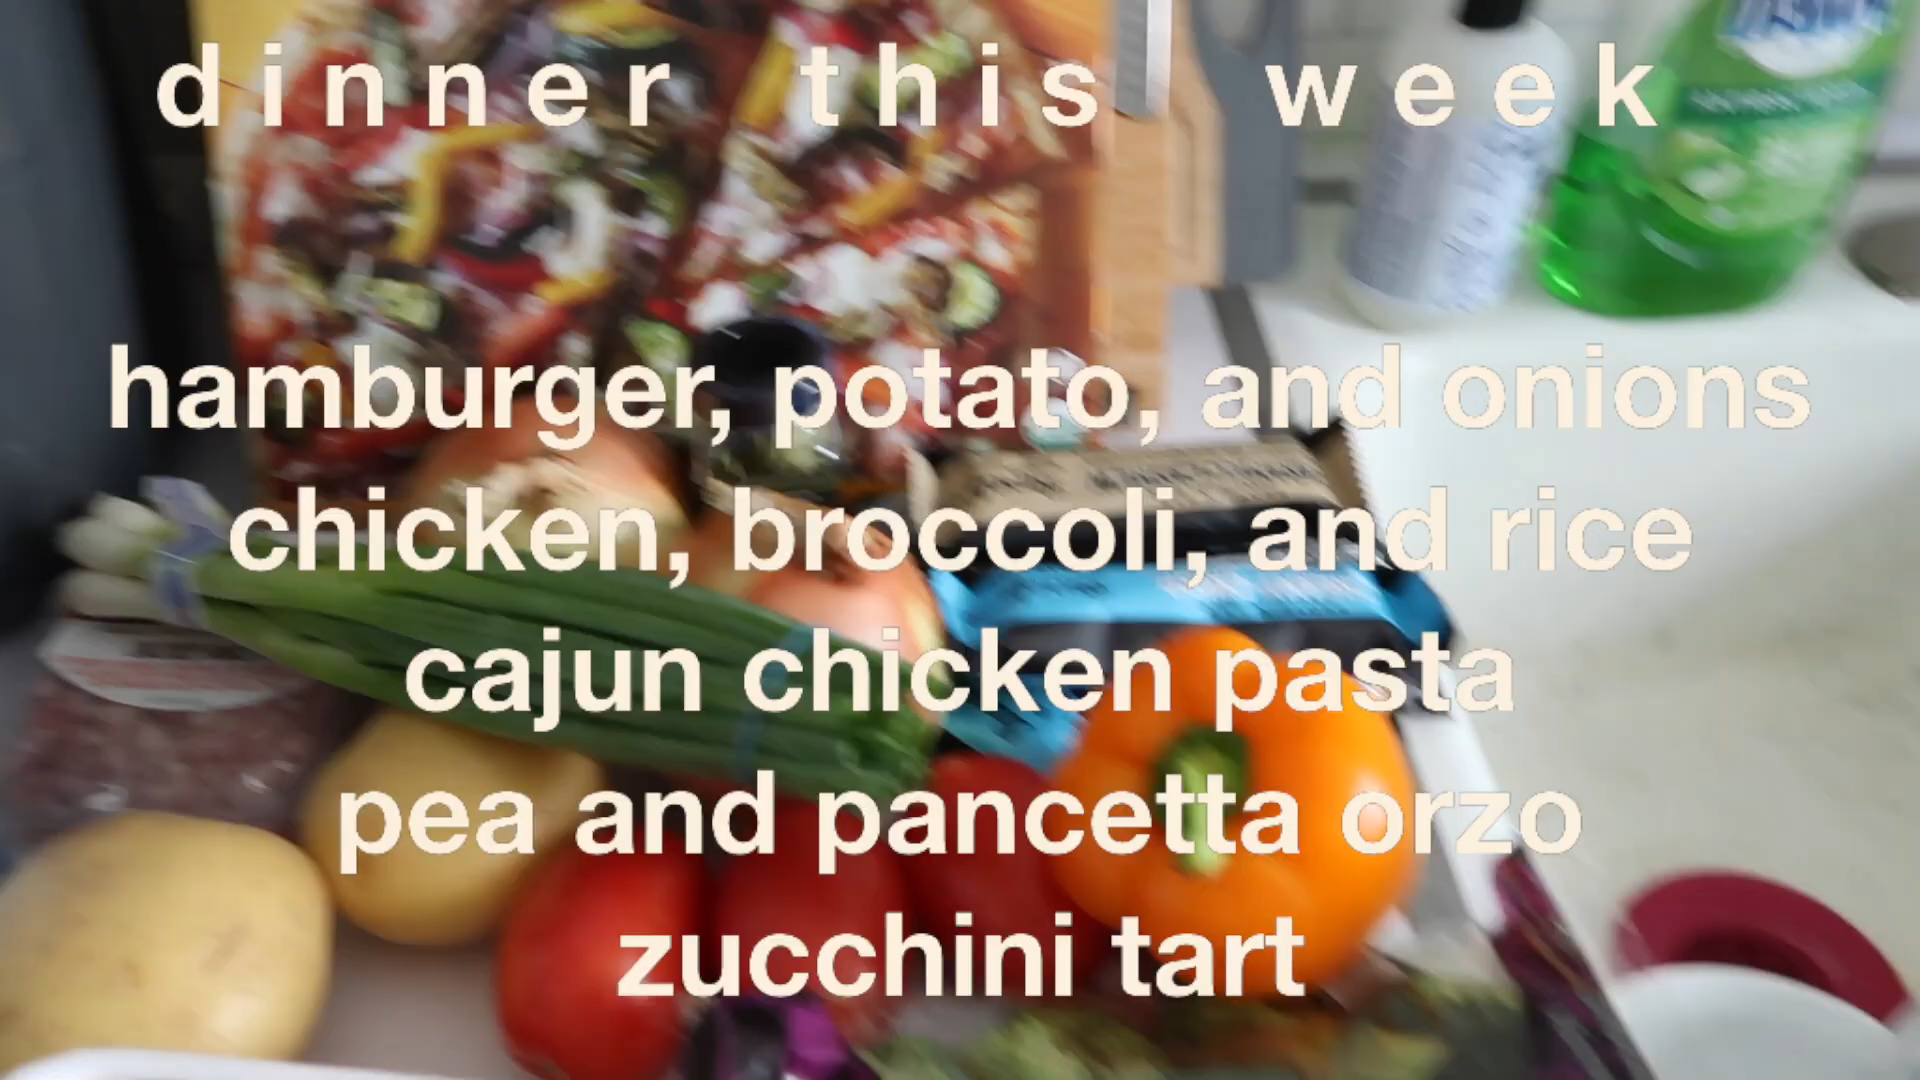 dinner this week
hamburger, potato, and onions
chicken, broccoli, and rice
cajun chicken pasta
pea and pancetta orzo
zucchini tart